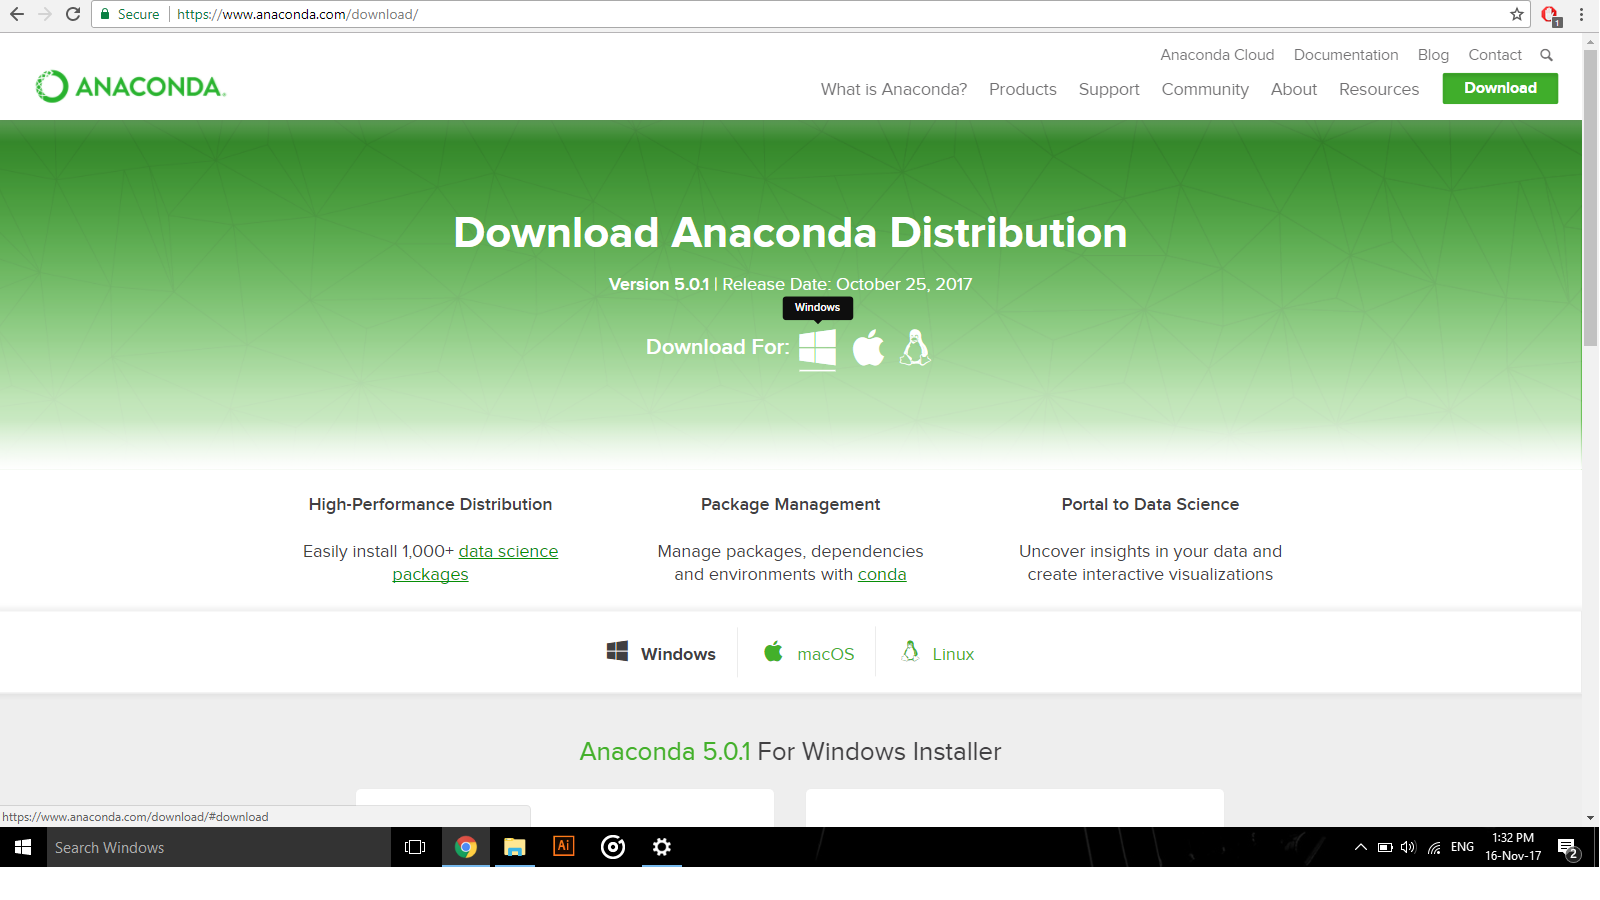 Secure https://www.anaconda.com/download/
1
Anaconda Cloud Documentation Blog Contact
ANACONDA.
What is Anaconda? Products Support Community About Resources Download
Download Anaconda Distribution
Version 5.0.1 | Release Date: October 25, 2017
Windows
Download For:
High-Performance Distribution
Easily install 1,000+ data science
packages
Package Management
Manage packages, dependencies
and environments with conda
Portal to Data Science
Uncover insights in your data and
create interactive visualizations
Windows macOS Linux
Anaconda 5.0.1 For Windows Installer
https://www.anaconda.com/download/#download
Search Windows
Ai
ENG
1:32 PM
16-Nov-17
2